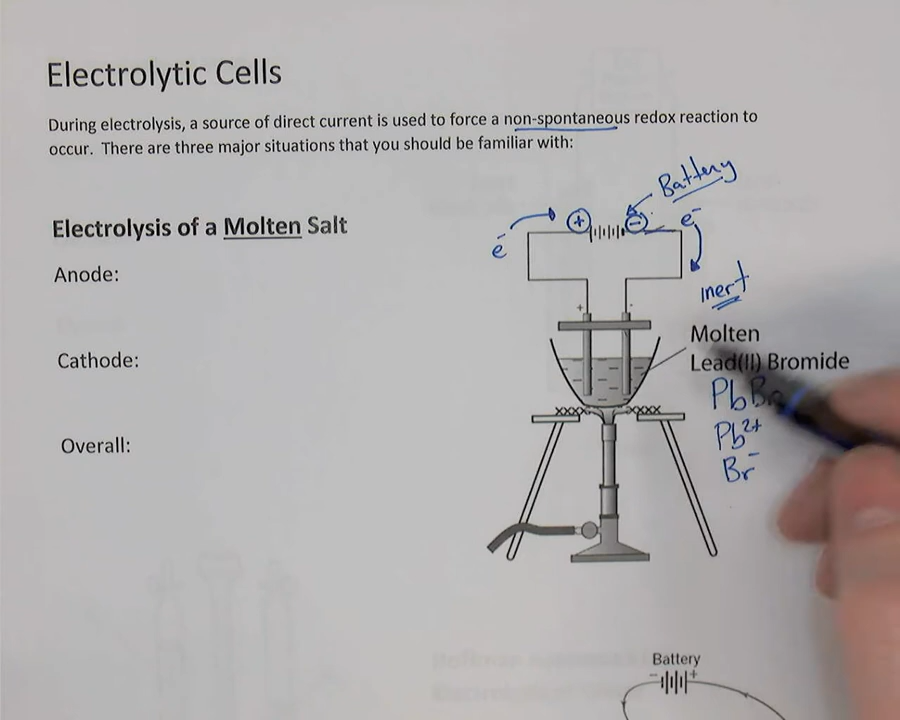 Electrolytic Cells
During electrolysis, a source of direct current is used to force a non-spontaneous redox reaction to
occur. There are three major situations that you should be familiar with:
Battery
e⁻ + - e⁻
Electrolysis of a Molten Salt
Anode:
inert
+ -
Molten
Lead(II) Bromide
Cathode:
Pb
Pb²⁺
Overall:
Br⁻
Battery
- +